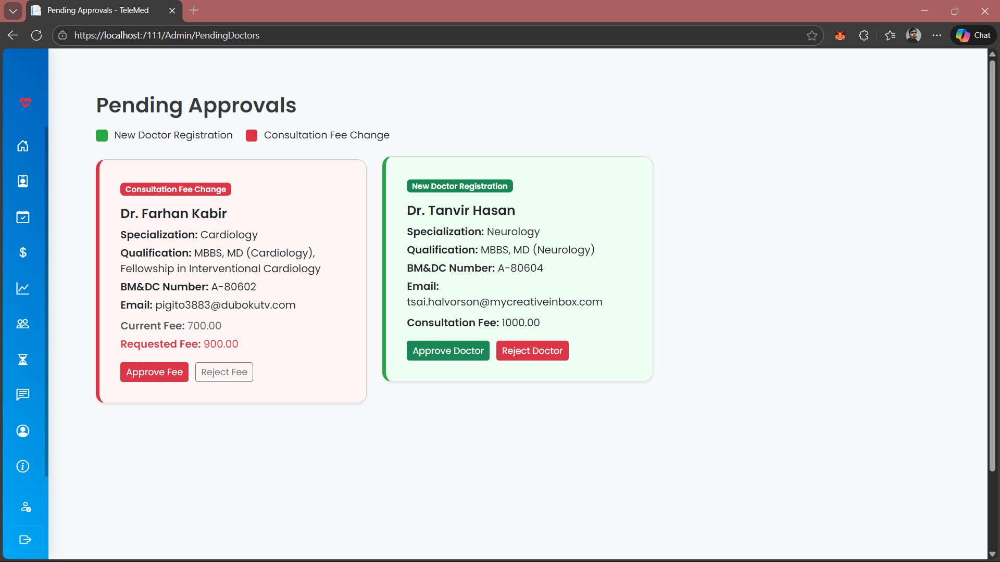 Pending Approvals - TeleMed
https://localhost:7111/Admin/PendingDoctors
Chat
Pending Approvals
New Doctor Registration
Consultation Fee Change
Consultation Fee Change
Dr. Farhan Kabir
Specialization: Cardiology
Qualification: MBBS, MD (Cardiology),
Fellowship in Interventional Cardiology
BM&DC Number: A-80602
Email: pigito3883@dubokutv.com
Current Fee: 700.00
Requested Fee: 900.00
Approve Fee
Reject Fee
New Doctor Registration
Dr. Tanvir Hasan
Specialization: Neurology
Qualification: MBBS, MD (Neurology)
BM&DC Number: A-80604
Email:
tsai.halvorson@mycreativeinbox.com
Consultation Fee: 1000.00
Approve Doctor
Reject Doctor